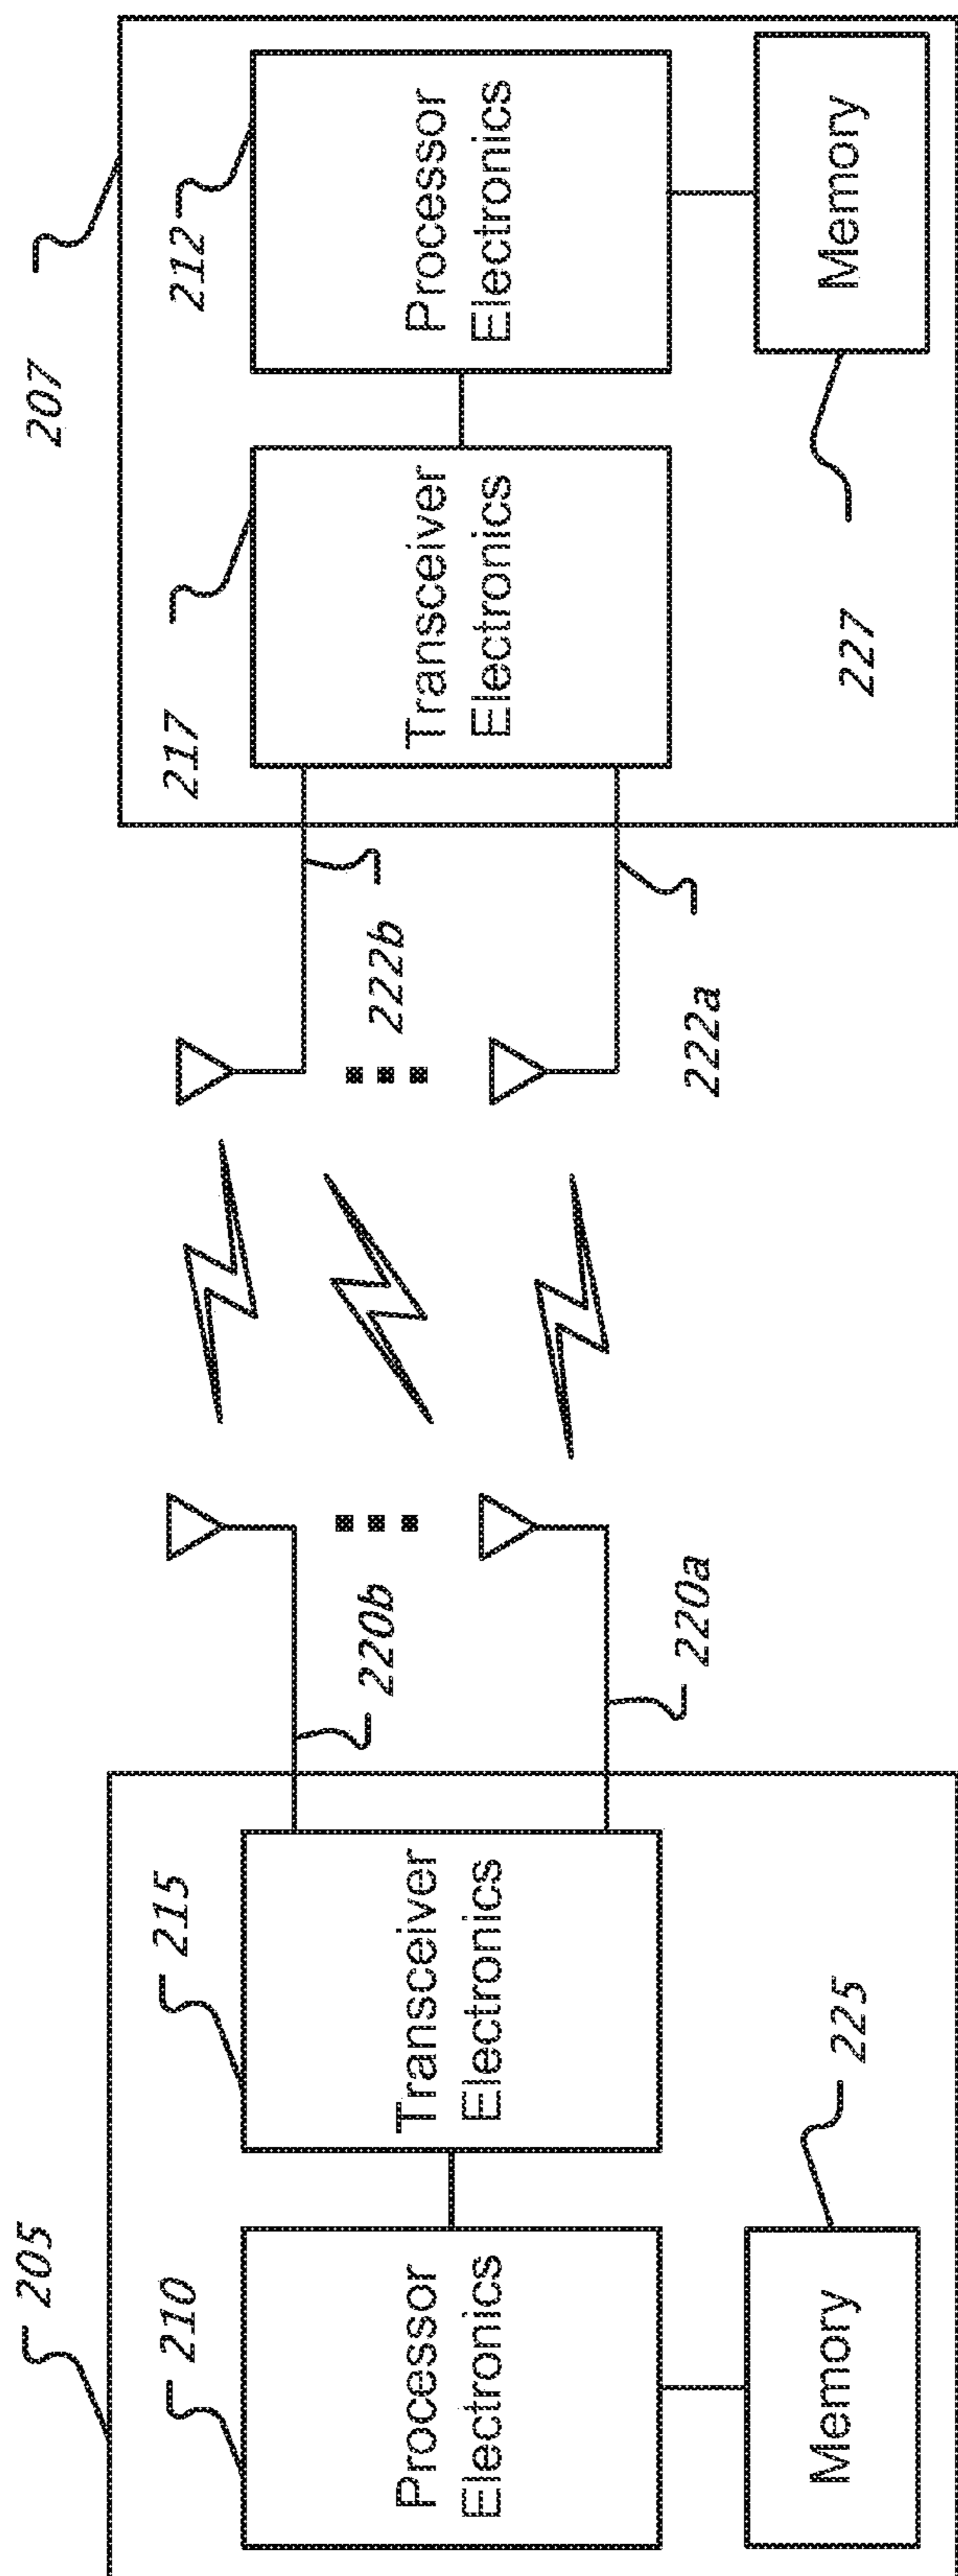 205
210
Processor
Electronics
215
Transceiver
Electronics
Memory
225
220b
220a
222b
222a
207
217
Transceiver
Electronics
212
Processor
Electronics
227
Memory